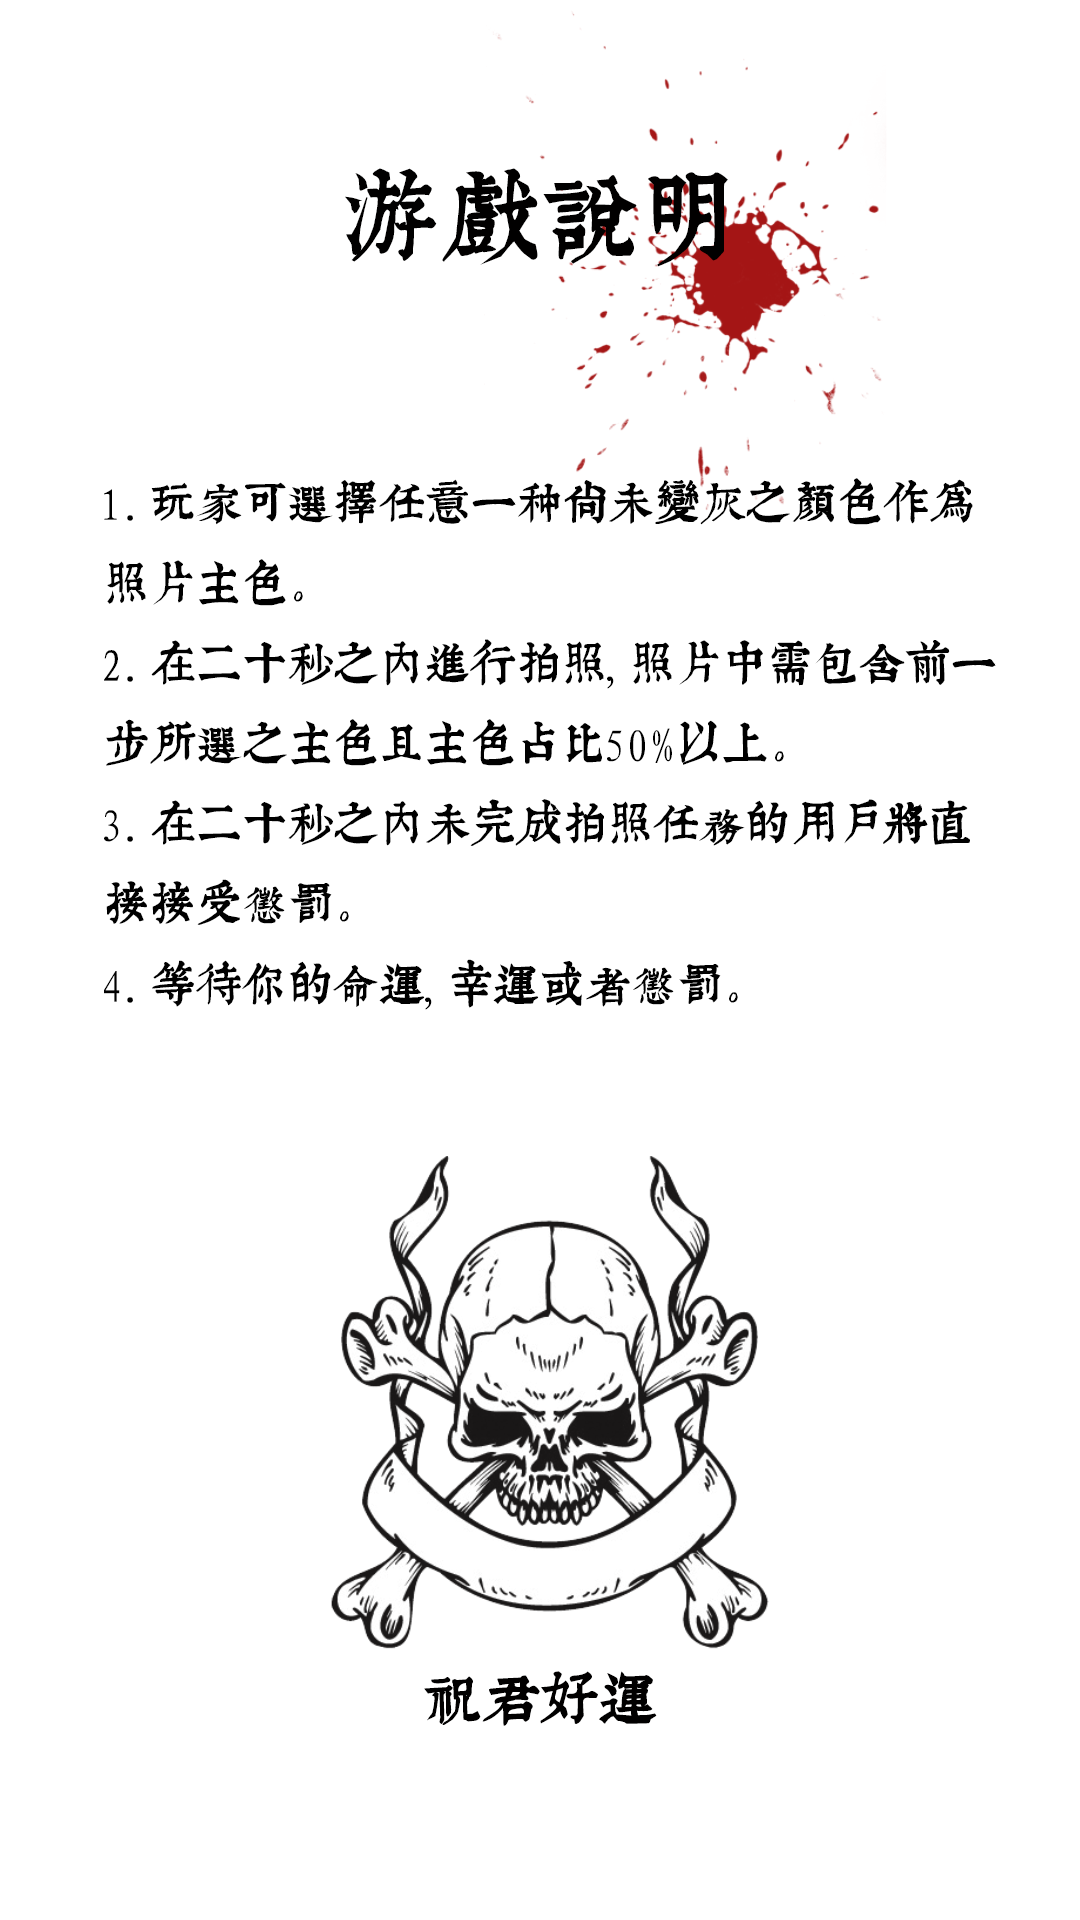 游戲說明
1. 玩家可選擇任意一种尙未變灰之顏色作爲
照片主色。
2. 在二十秒之內進行拍照, 照片中需包含前一
步所選之主色且主色占比50%以上。
3. 在二十秒之內未完成拍照任務的用戶將直
接接受懲罰。
4. 等待你的命運, 幸運或者懲罰。
祝君好運